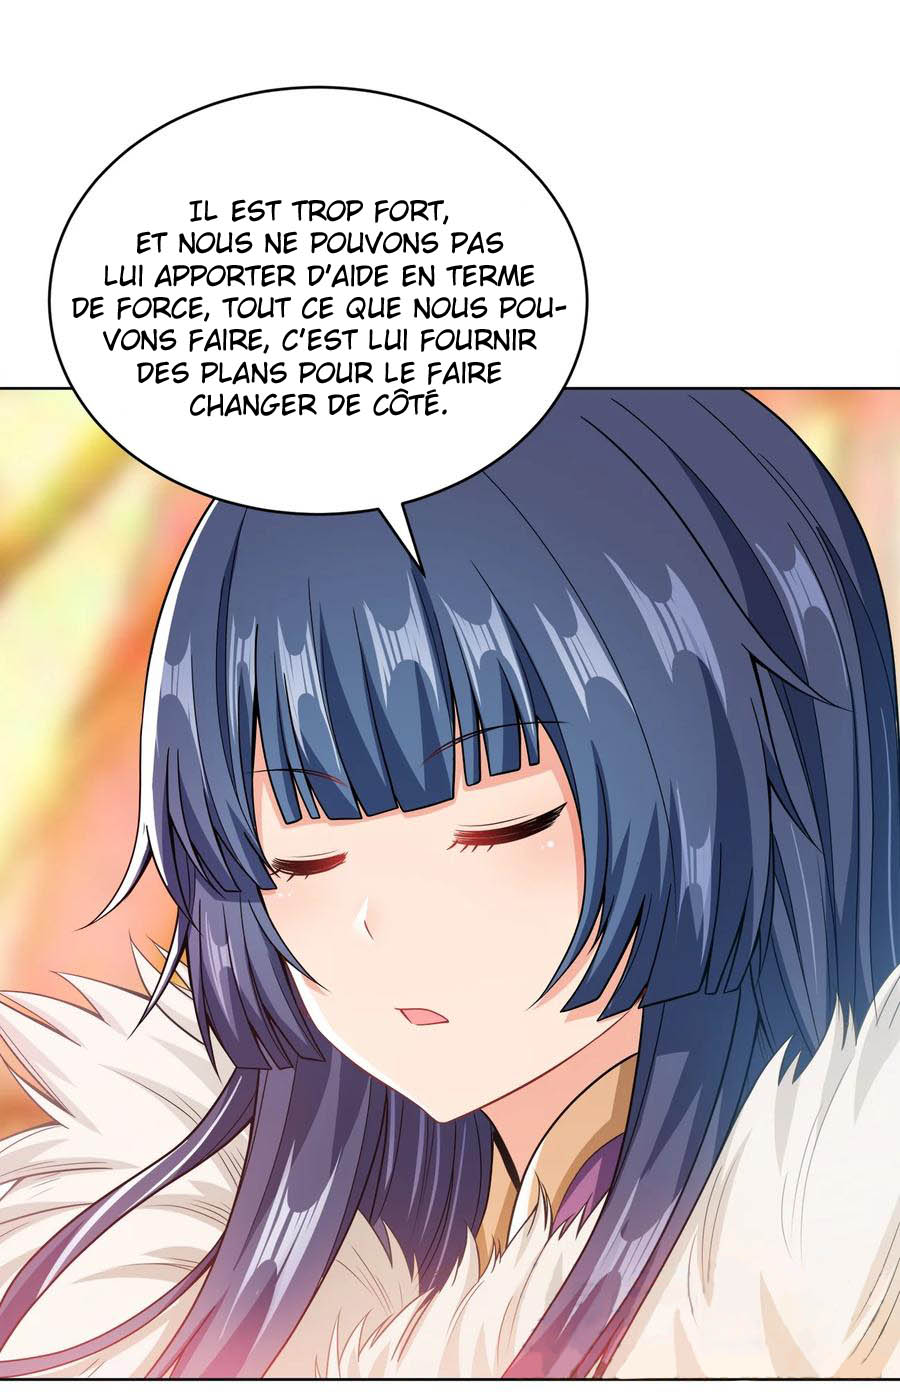 IL EST TROP FORT,
ET NOUS NE POUVONS PAS
LUI APPORTER D'AIDE EN TERME
DE FORCE, TOUT CE QUE NOUS POU-
VONS FAIRE, C'EST LUI FOURNIR
DES PLANS POUR LE FAIRE
CHANGER DE CÔTÉ.